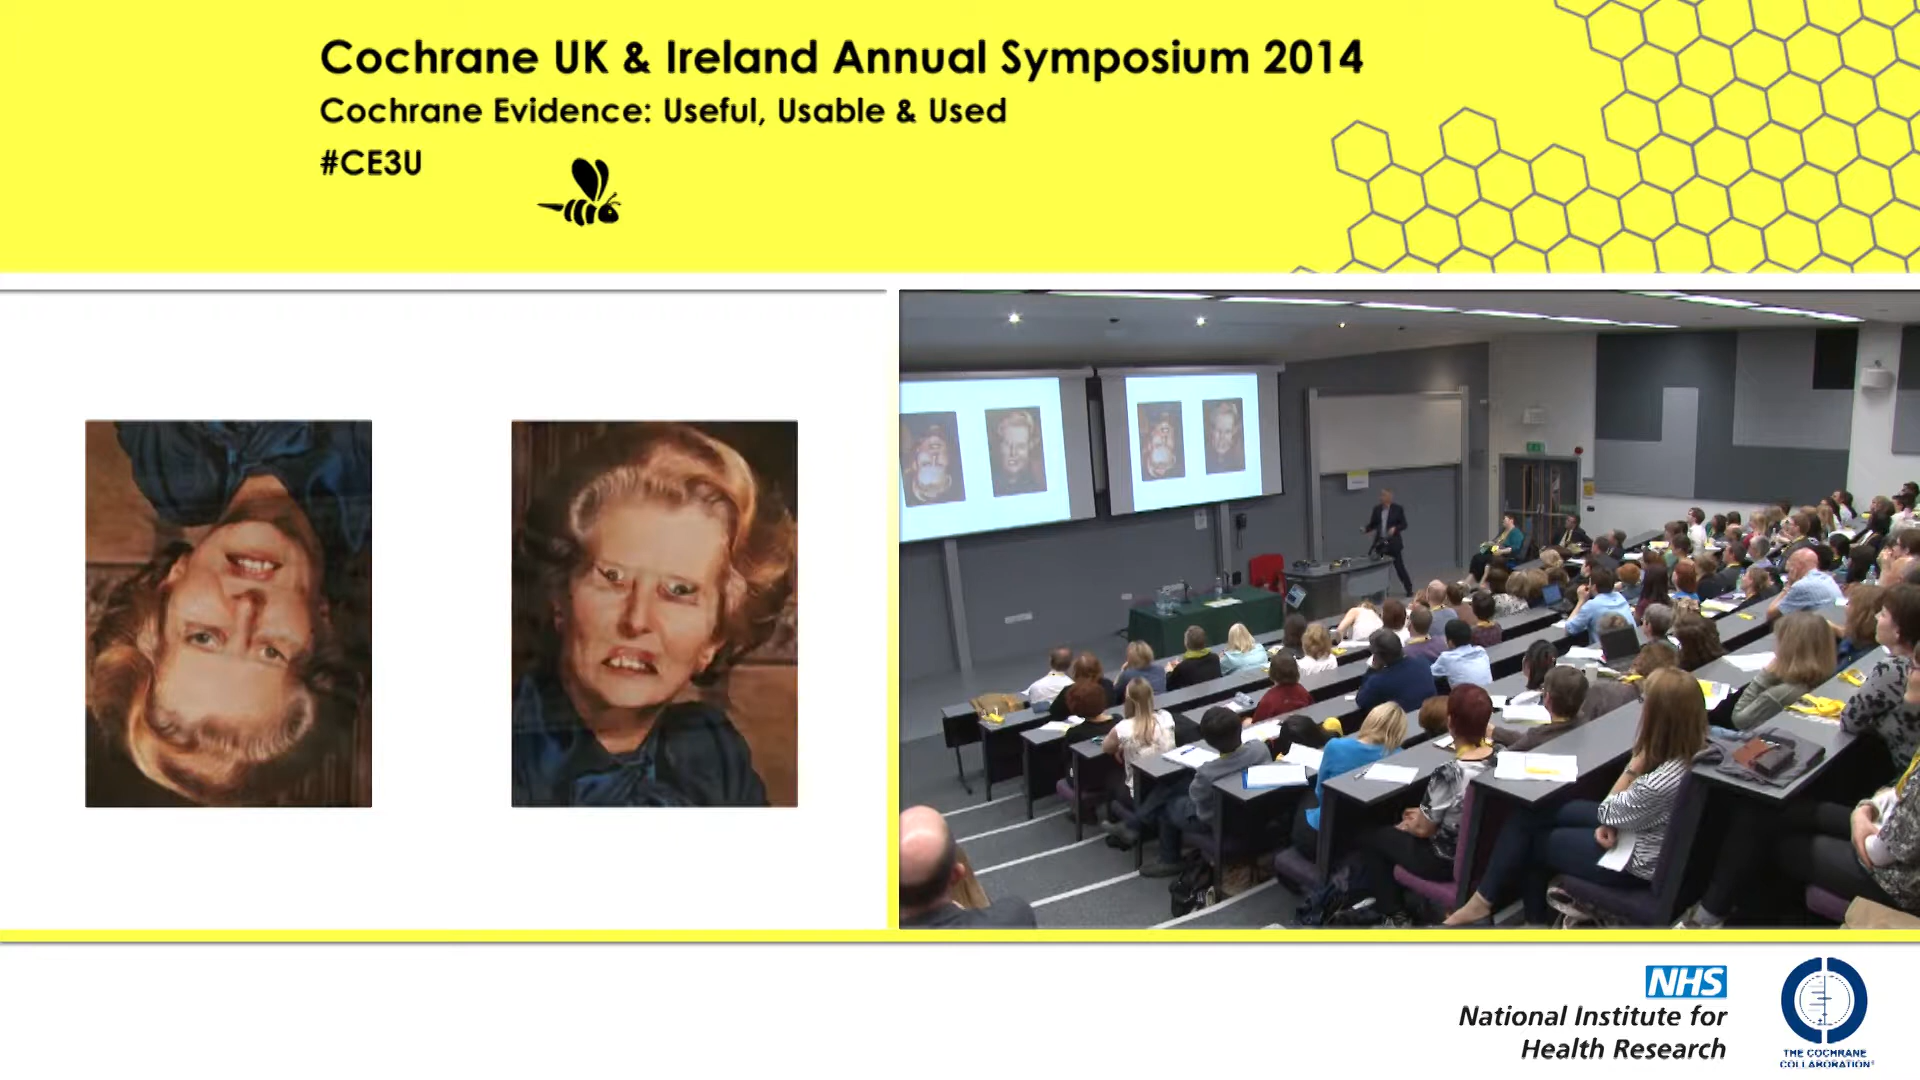 Cochrane UK & Ireland Annual Symposium 2014
Cochrane Evidence: Useful, Usable & Used
#CE3U
NHS
National Institute for
Health Research
THE COCHRANE
COLLABORATION®